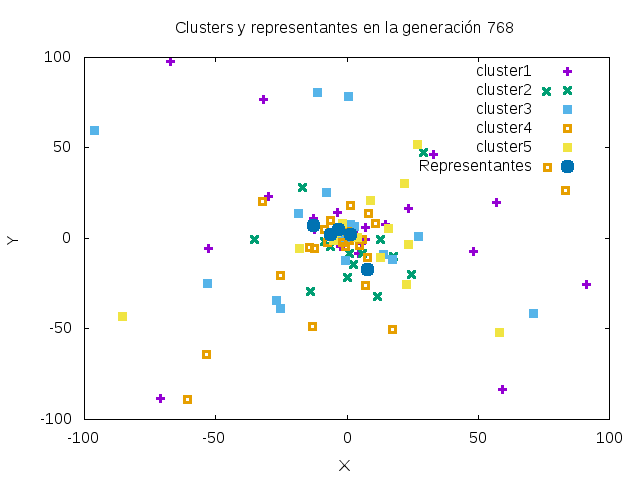 Clusters y representantes en la generación 768
100
50
0
-50
-100
-100 -50 0 50 100
Y
X
cluster1
cluster2
cluster3
cluster4
cluster5
Representantes